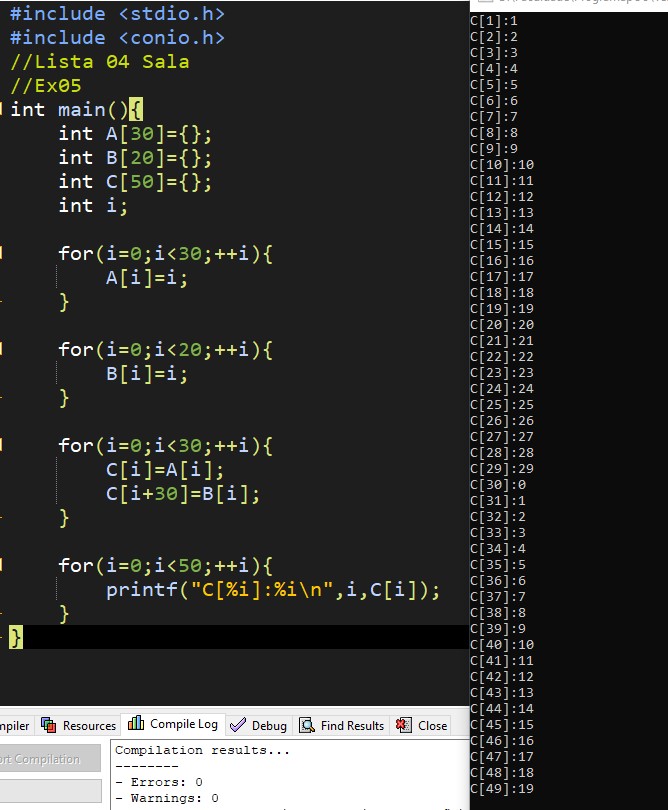 #include <stdio.h>
#include <conio.h>
//Lista 04 Sala
//Ex05
int main(){
int A[30]={};
int B[20]={};
int C[50]={};
int i;
for(i=0;i<30;++i){
A[i]=i;
}
for(i=0;i<20;++i){
B[i]=i;
}
for(i=0;i<30;++i){
C[i]=A[i];
C[i+30]=B[i];
}
for(i=0;i<50;++i){
printf("C[%i]:%i\n",i,C[i]);
}
}
Resources Compile Log Debug Find Results Close
Compilation
Compilation results...
--------
- Errors: 0
- Warnings: 0
C[1]:1
C[2]:2
C[3]:3
C[4]:4
C[5]:5
C[6]:6
C[7]:7
C[8]:8
C[9]:9
C[10]:10
C[11]:11
C[12]:12
C[13]:13
C[14]:14
C[15]:15
C[16]:16
C[17]:17
C[18]:18
C[19]:19
C[20]:20
C[21]:21
C[22]:22
C[23]:23
C[24]:24
C[25]:25
C[26]:26
C[27]:27
C[28]:28
C[29]:29
C[30]:0
C[31]:1
C[32]:2
C[33]:3
C[34]:4
C[35]:5
C[36]:6
C[37]:7
C[38]:8
C[39]:9
C[40]:10
C[41]:11
C[42]:12
C[43]:13
C[44]:14
C[45]:15
C[46]:16
C[47]:17
C[48]:18
C[49]:19